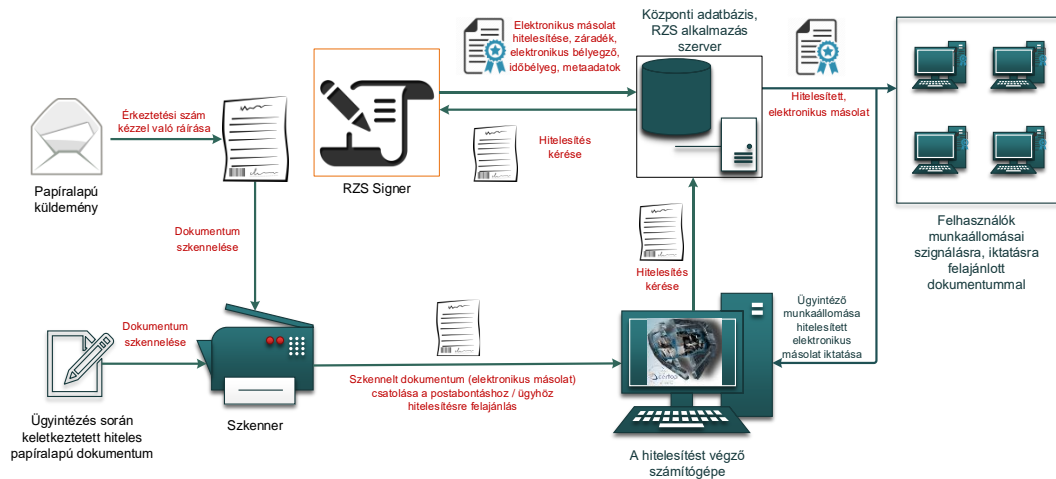 Elektronikus másolat
hitelesítése, záradék,
elektronikus bélyegző,
időbélyeg, metaadatok
Központi adatbázis,
RZS alkalmazás
szerver
Érkeztetési szám
kézzel való ráírása
Papíralapú
küldemény
RZS Signer
Hitelesítés
kérése
Hitelesített,
elektronikus másolat
Felhasználók
munkaállomásai
szignálásra, iktatásra
felajánlott
dokumentummal
Dokumentum
szkennelése
Hitelesítés
kérése
Ügyintéző
munkaállomása
hitelesített
elektronikus
másolat iktatása
Dokumentum
szkennelése
Szkennelt dokumentum (elektronikus másolat)
csatolása a postabontáshoz / ügyhöz
hitelesítésre felajánlás
Ügyintézés során
keletkeztetett hiteles
papíralapú dokumentum
Szkenner
A hitelesítést végző
számítógépe